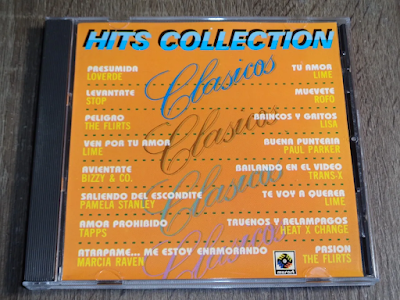 HITS COLLECTION
Clasicos
Clasicos
Clasicos
Clasicos
PRESUMIDA
LOVERDE
LEVANTATE
STOP
PELIGRO
THE FLIRTS
VEN POR TU AMOR
LIME
AVIENTATE
BIZZY & CO.
SALIENDO DEL ESCONDITE
PAMELA STANLEY
AMOR PROHIBIDO
TAPPS
ATRAPAME... ME ESTOY ENAMORANDO
MARCIA RAVEN
TU AMOR
LIME
MUEVETE
ROFO
BRINCOS Y GRITOS
LISA
BUENA PUNTERIA
PAUL PARKER
BAILANDO EN EL VIDEO
TRANS-X
TE VOY A QUERER
LIME
TRUENOS Y RELAMPAGOS
HEAT X CHANGE
PASION
THE FLIRTS
musart